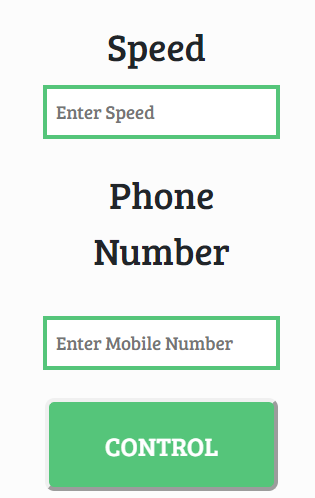 Speed
Enter Speed
Phone
Number
Enter Mobile Number
CONTROL